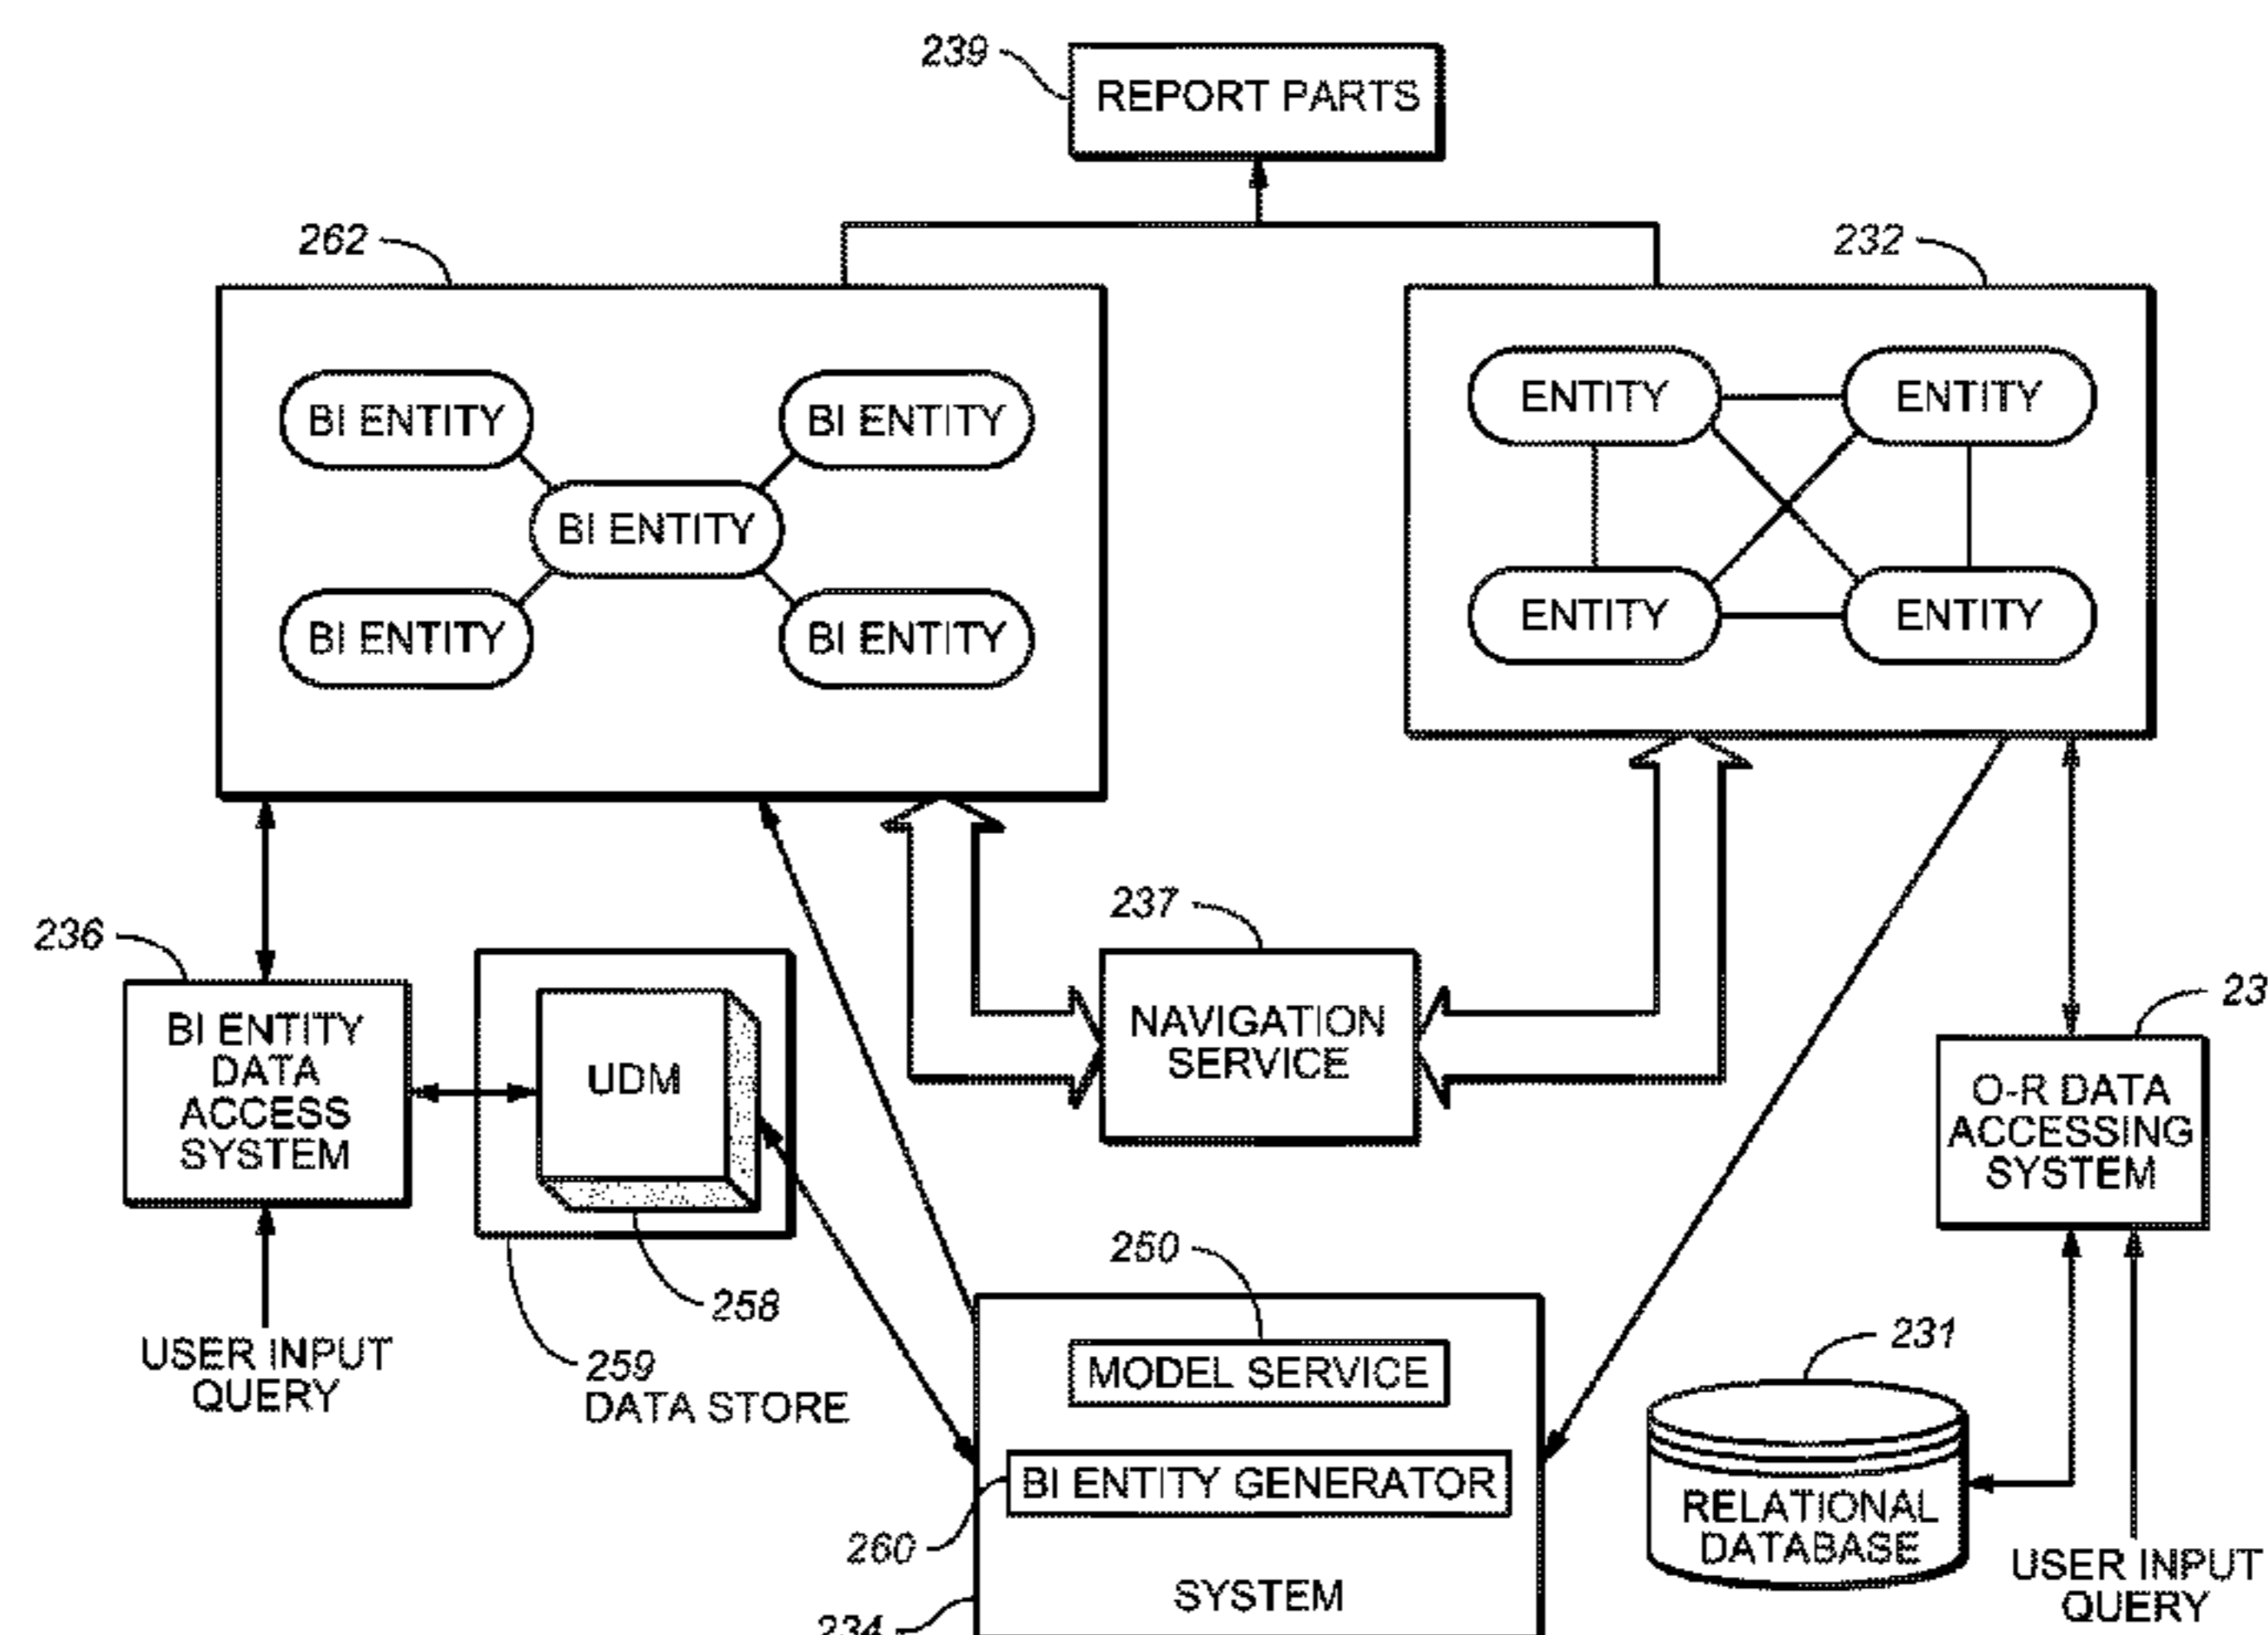 239
REPORT PARTS
262
232
BI ENTITY
BI ENTITY
BI ENTITY
BI ENTITY
BI ENTITY
ENTITY
ENTITY
ENTITY
ENTITY
236
BI ENTITY
DATA
ACCESS
SYSTEM
UDM
258
259
DATA STORE
USER INPUT
QUERY
237
NAVIGATION
SERVICE
23
O-R DATA
ACCESSING
SYSTEM
250
MODEL SERVICE
BI ENTITY GENERATOR
260
SYSTEM
234
231
RELATIONAL
DATABASE
USER INPUT
QUERY